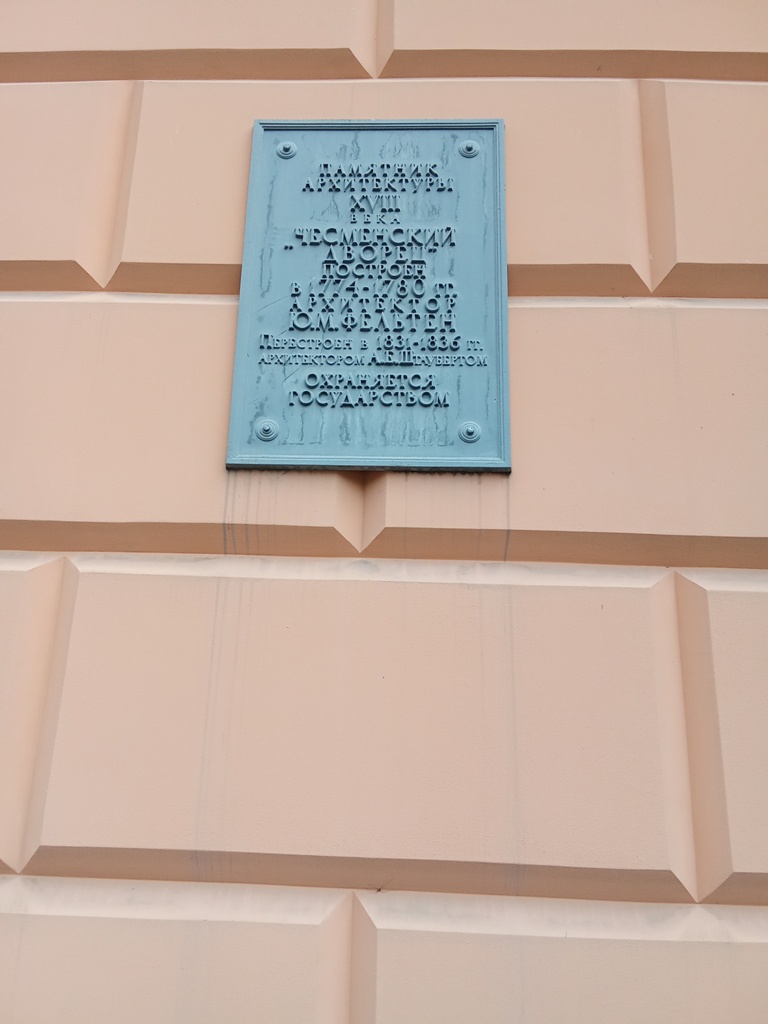 ПАМЯТНИК
АРХИТЕКТУРЫ
XVIII
ВЕКА
"ЧЕСМЕНСКИЙ
ДВОРЕЦ"
ПОСТРОЕН
В 1774-1780 ГГ.
АРХИТЕКТОР
Ю.М.ФЕЛЬТЕН
ПЕРЕСТРОЕН В 1831-1836 ГГ.
АРХИТЕКТОРОМ А.Е.ШТАУБЕРТОМ
ОХРАНЯЕТСЯ
ГОСУДАРСТВОМ